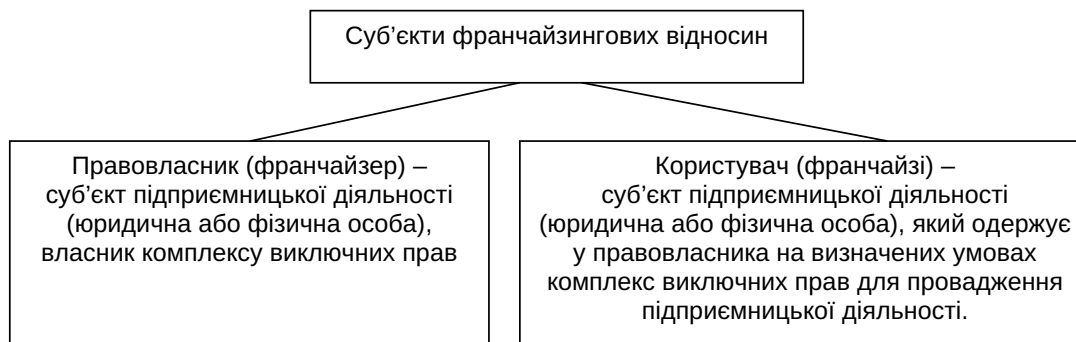 Суб’єкти франчайзингових відносин
Правовласник (франчайзер) –
суб’єкт підприємницької діяльності
(юридична або фізична особа),
власник комплексу виключних прав
Користувач (франчайзі) –
суб’єкт підприємницької діяльності
(юридична або фізична особа), який одержує
у правовласника на визначених умовах
комплекс виключних прав для провадження
підприємницької діяльності.